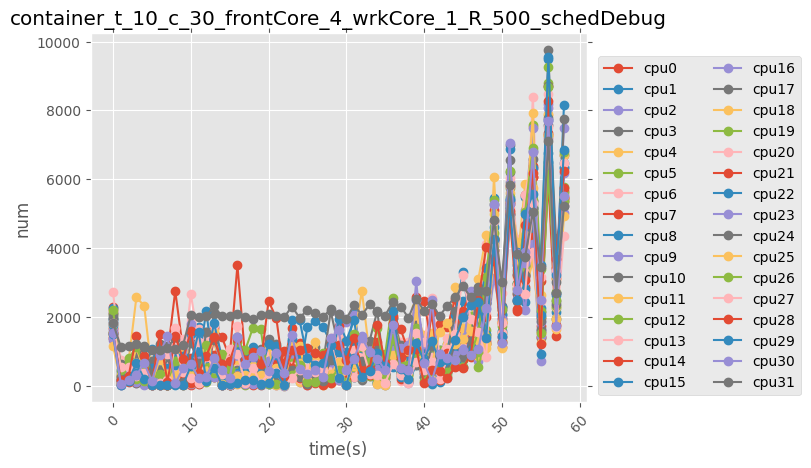 container_t_10_c_30_frontCore_4_wrkCore_1_R_500_schedDebug
10000
8000
6000
4000
2000
0
num
0
10
20
30
40
50
60
time(s)
cpu0
cpu1
cpu2
cpu3
cpu4
cpu5
cpu6
cpu7
cpu8
cpu9
cpu10
cpu11
cpu12
cpu13
cpu14
cpu15
cpu16
cpu17
cpu18
cpu19
cpu20
cpu21
cpu22
cpu23
cpu24
cpu25
cpu26
cpu27
cpu28
cpu29
cpu30
cpu31